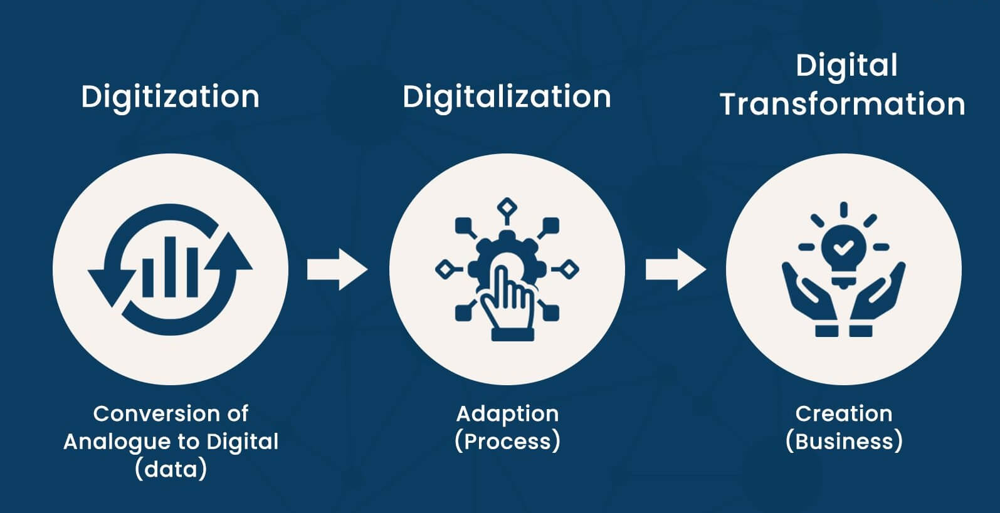 Digitization
Conversion of
Analogue to Digital
(data)
Digitalization
Adaption
(Process)
Digital
Transformation
Creation
(Business)